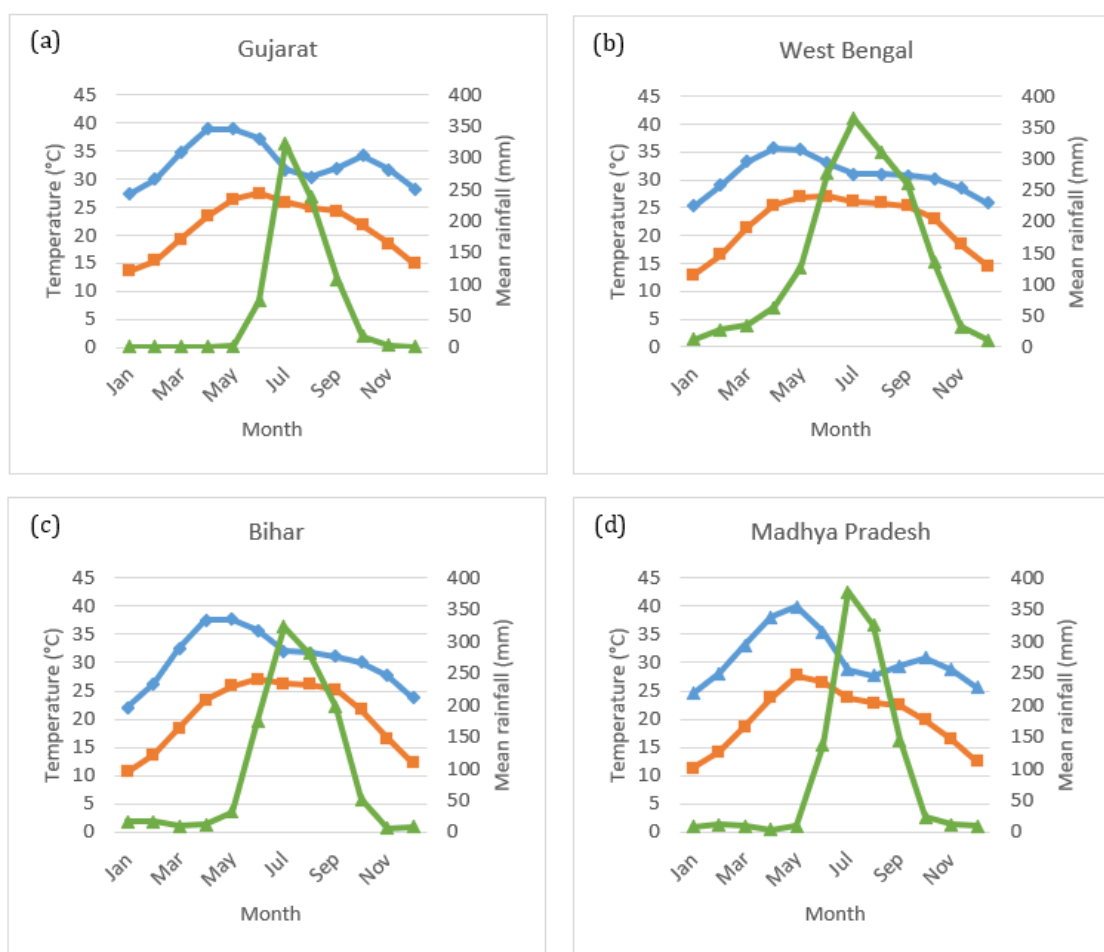 (a)
Gujarat
Temperature (°C)
45
40
35
30
25
20
15
10
5
0
400
350
300
250
200
150
100
50
0
Mean rainfall (mm)
Jan
Mar
May
Jul
Sep
Nov
Month
(b)
West Bengal
Temperature (°C)
45
40
35
30
25
20
15
10
5
0
400
350
300
250
200
150
100
50
0
Mean rainfall (mm)
Jan
Mar
May
Jul
Sep
Nov
Month
(c)
Bihar
Temperature (°C)
45
40
35
30
25
20
15
10
5
0
400
350
300
250
200
150
100
50
0
Mean rainfall (mm)
Jan
Mar
May
Jul
Sep
Nov
Month
(d)
Madhya Pradesh
Temperature (°C)
45
40
35
30
25
20
15
10
5
0
400
350
300
250
200
150
100
50
0
Mean rainfall (mm)
Jan
Mar
May
Jul
Sep
Nov
Month